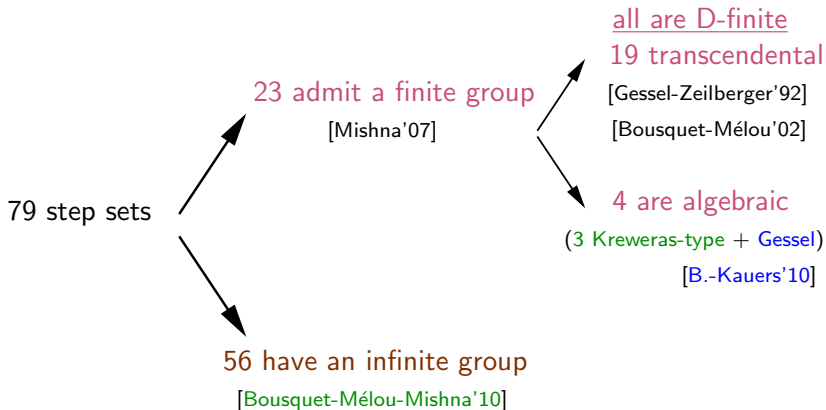 79 step sets
23 admit a finite group
[Mishna'07]
all are D-finite
19 transcendental
[Gessel-Zeilberger'92]
[Bousquet-Mélou'02]
4 are algebraic
(3 Kreweras-type + Gessel)
[B.-Kauers'10]
56 have an infinite group
[Bousquet-Mélou-Mishna'10]